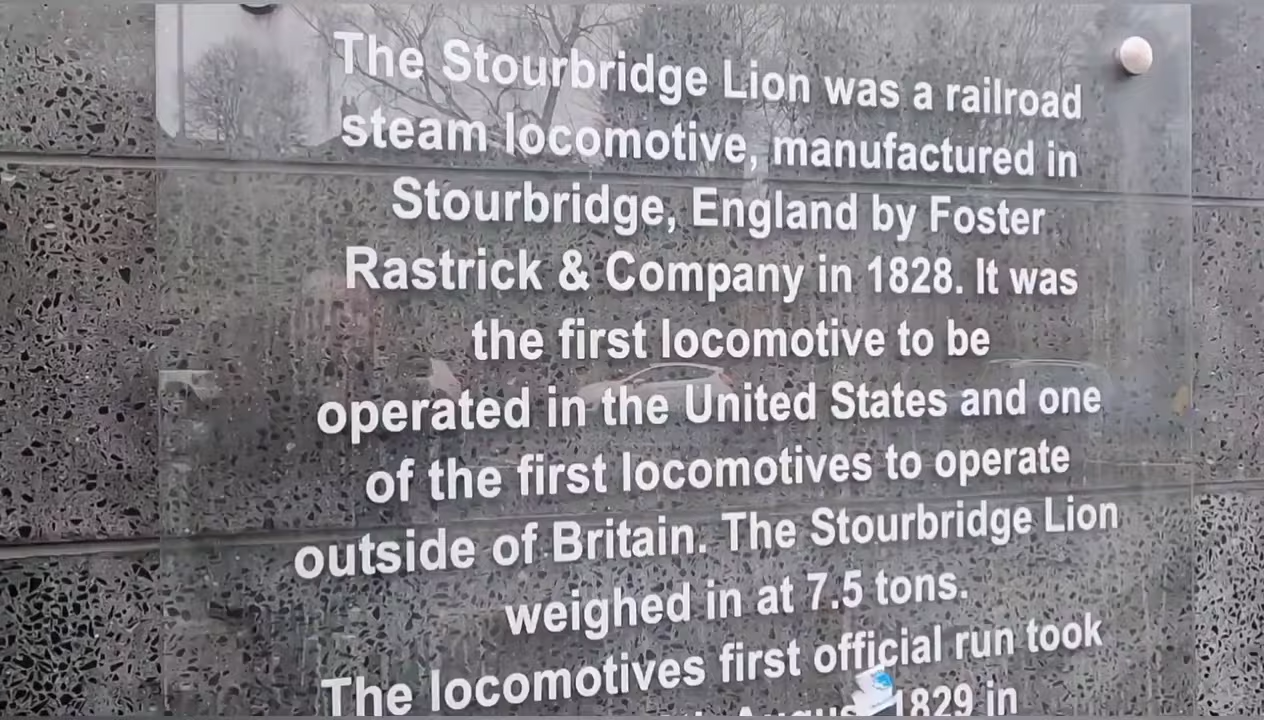 The Stourbridge Lion was a railroad
steam locomotive, manufactured in
Stourbridge, England by Foster
Rastrick & Company in 1828. It was
the first locomotive to be
operated in the United States and one
of the first locomotives to operate
outside of Britain. The Stourbridge Lion
weighed in at 7.5 tons.
The locomotives first official run took
1829 in